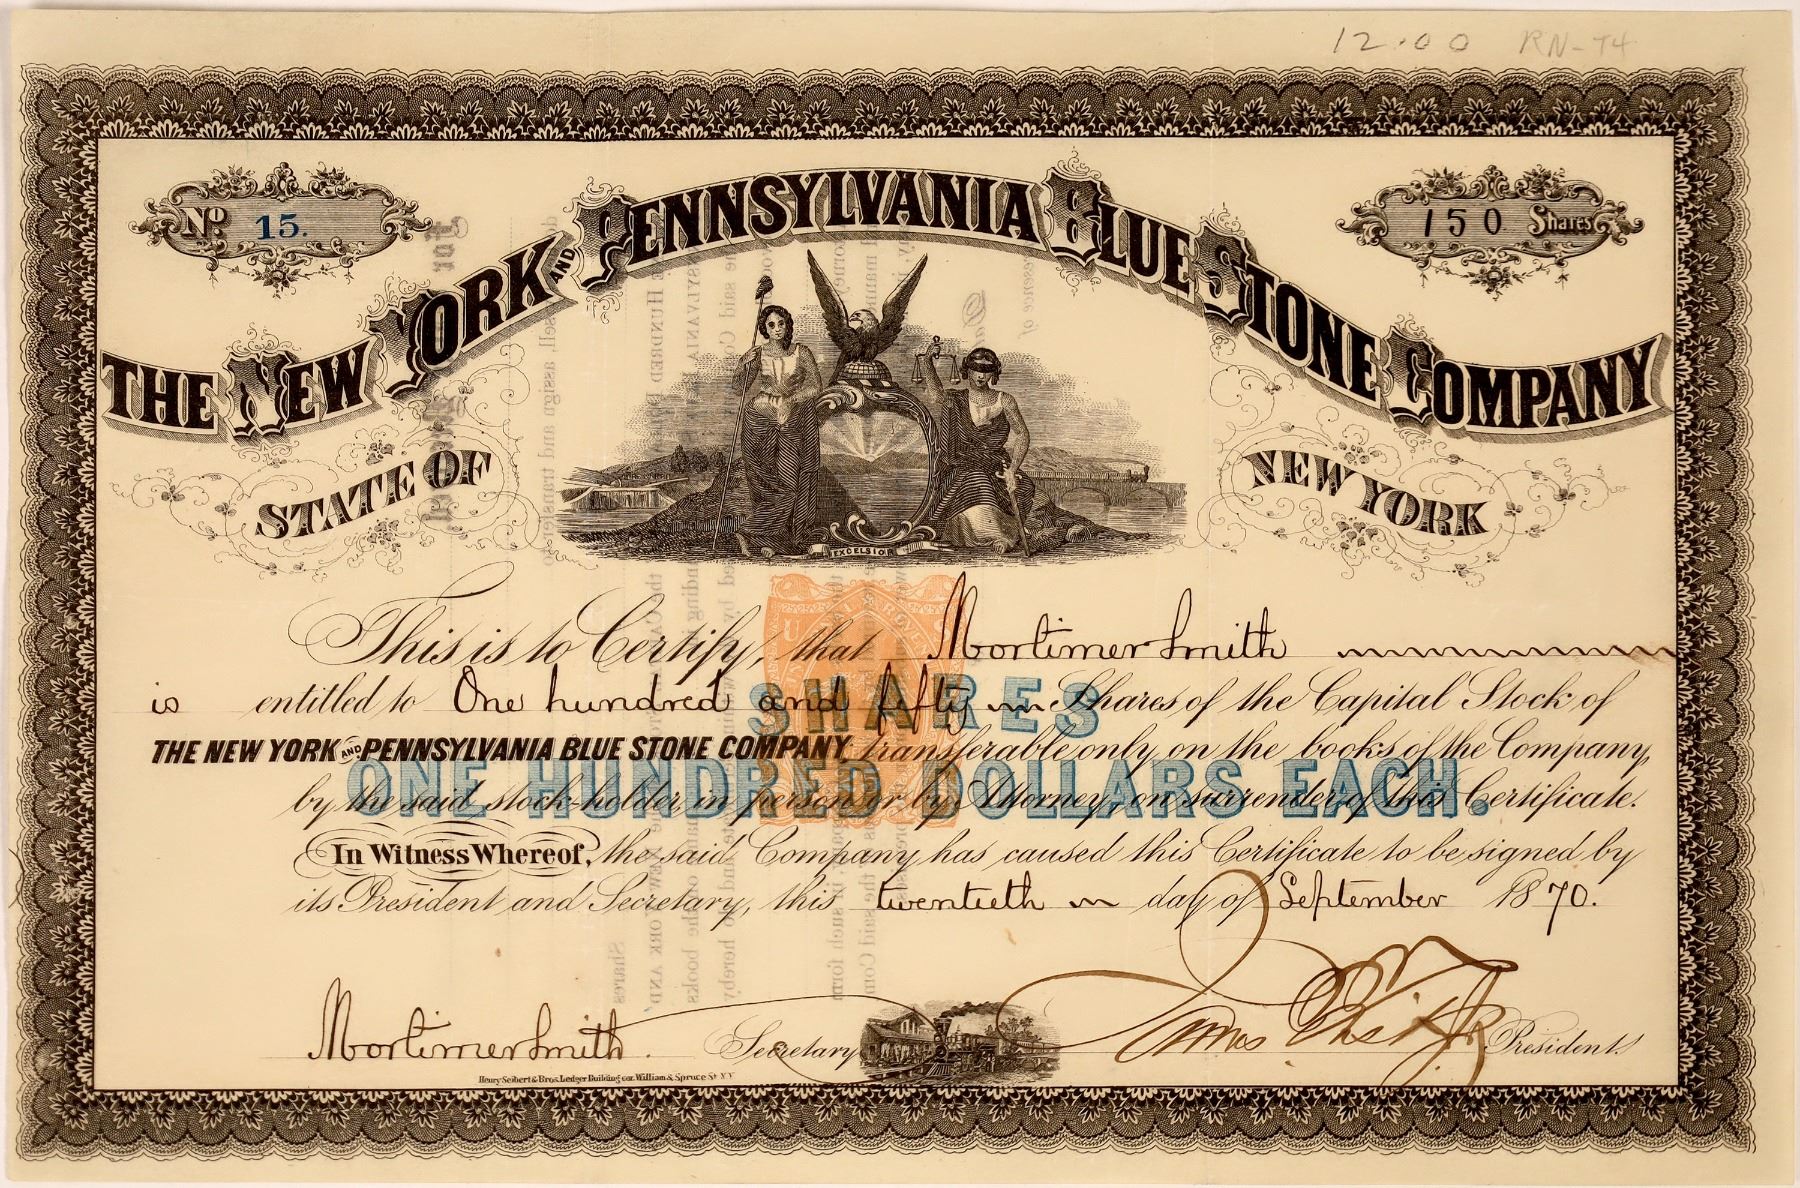 12.00 RN-T4
No. 15.
150 Shares
THE NEW YORK AND PENNSYLVANIA BLUE STONE COMPANY
STATE OF NEW YORK
EXCELSIOR
This is to Certify, that Mortimer Smith
is entitled to One hundred and fifty Shares of the Capital Stock of
SHARES
THE NEW YORK AND PENNSYLVANIA BLUE STONE COMPANY, transferable only on the books of the Company,
ONE HUNDRED DOLLARS EACH.
by the said stock-holder in person or by Attorney, on surrender of this Certificate.
In Witness Whereof, the said Company has caused this Certificate to be signed by
its President and Secretary, this twentieth day of September 1870.
Mortimer Smith. Secretary
James President
Henry Seibert & Bros. Ledger Building cor. William & Spruce St. N.Y.